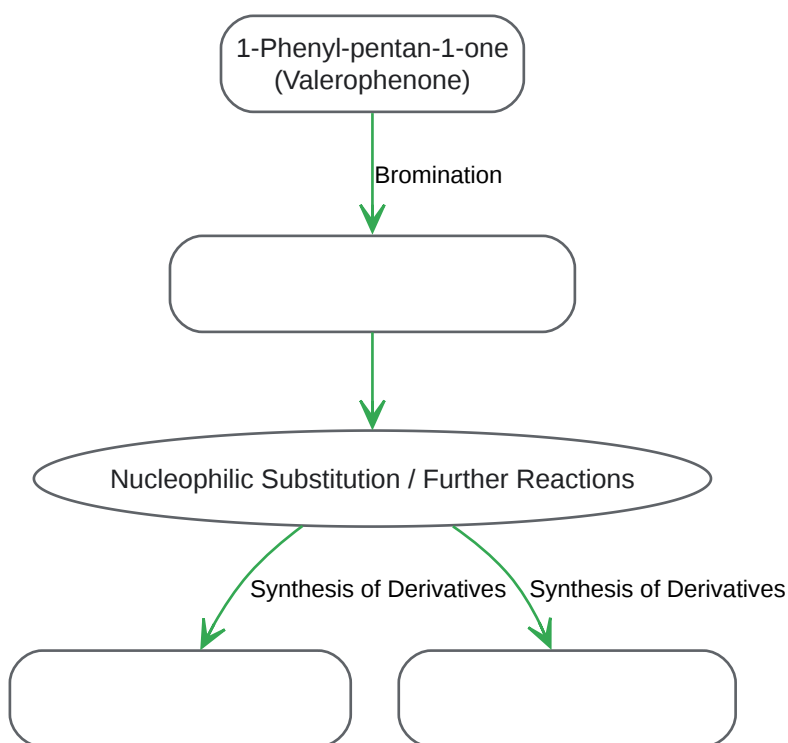 1-Phenyl-pentan-1-one
(Valerophenone)
Bromination
Nucleophilic Substitution / Further Reactions
Synthesis of Derivatives
Synthesis of Derivatives